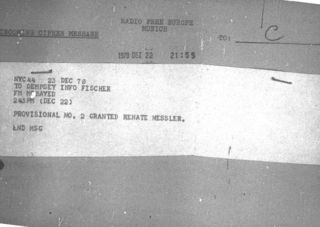 RADIO FREE EUROPE
MUNICH
INCOMING CIPHER MESSAGE
TO:
C
1978 DEC 22 21:55
NYC44 23 DEC 78
TO DEMPSEY INFO FISCHER
FM
245PM (DEC 22)
PROVISIONAL NO. 2 GRANTED RENATE MESSLER.
END MSG